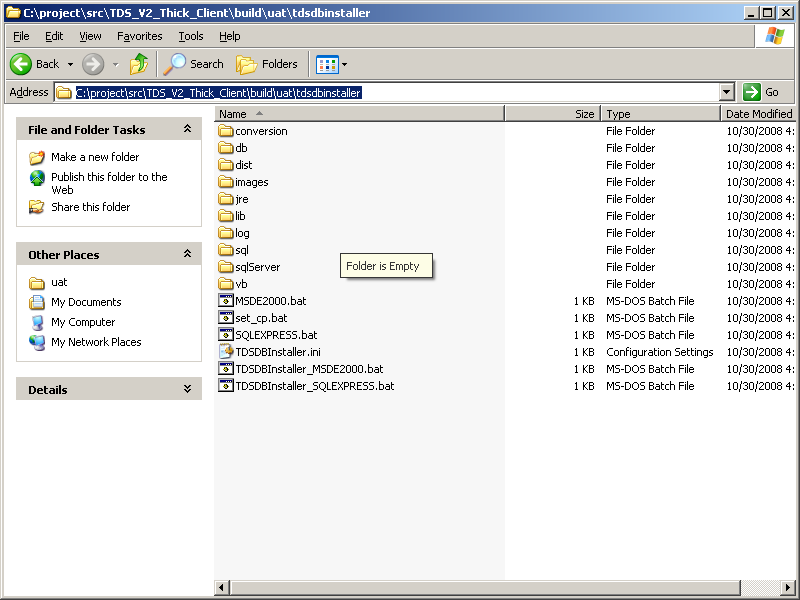 C:\project\src\TDS_V2_Thick_Client\build\uat\tdsdbinstaller
File Edit View Favorites Tools Help
Back Search Folders
Address C:\project\src\TDS_V2_Thick_Client\build\uat\tdsdbinstaller Go
File and Folder Tasks
Make a new folder
Publish this folder to the
Web
Share this folder
Other Places
uat
My Documents
My Computer
My Network Places
Details
Name Size Type Date Modified
conversion File Folder 10/30/2008 4:
db File Folder 10/30/2008 4:
dist File Folder 10/30/2008 4:
images File Folder 10/30/2008 4:
jre File Folder 10/30/2008 4:
lib File Folder 10/30/2008 4:
log File Folder 10/30/2008 4:
sql File Folder 10/30/2008 4:
sqlServer File Folder 10/30/2008 4:
Folder is Empty
vb File Folder 10/30/2008 4:
MSDE2000.bat 1 KB MS-DOS Batch File 10/30/2008 4:
set_cp.bat 1 KB MS-DOS Batch File 10/30/2008 4:
SQLEXPRESS.bat 1 KB MS-DOS Batch File 10/30/2008 4:
TDSDBInstaller.ini 1 KB Configuration Settings 10/30/2008 4:
TDSDBInstaller_MSDE2000.bat 1 KB MS-DOS Batch File 10/30/2008 4:
TDSDBInstaller_SQLEXPRESS.bat 1 KB MS-DOS Batch File 10/30/2008 4: